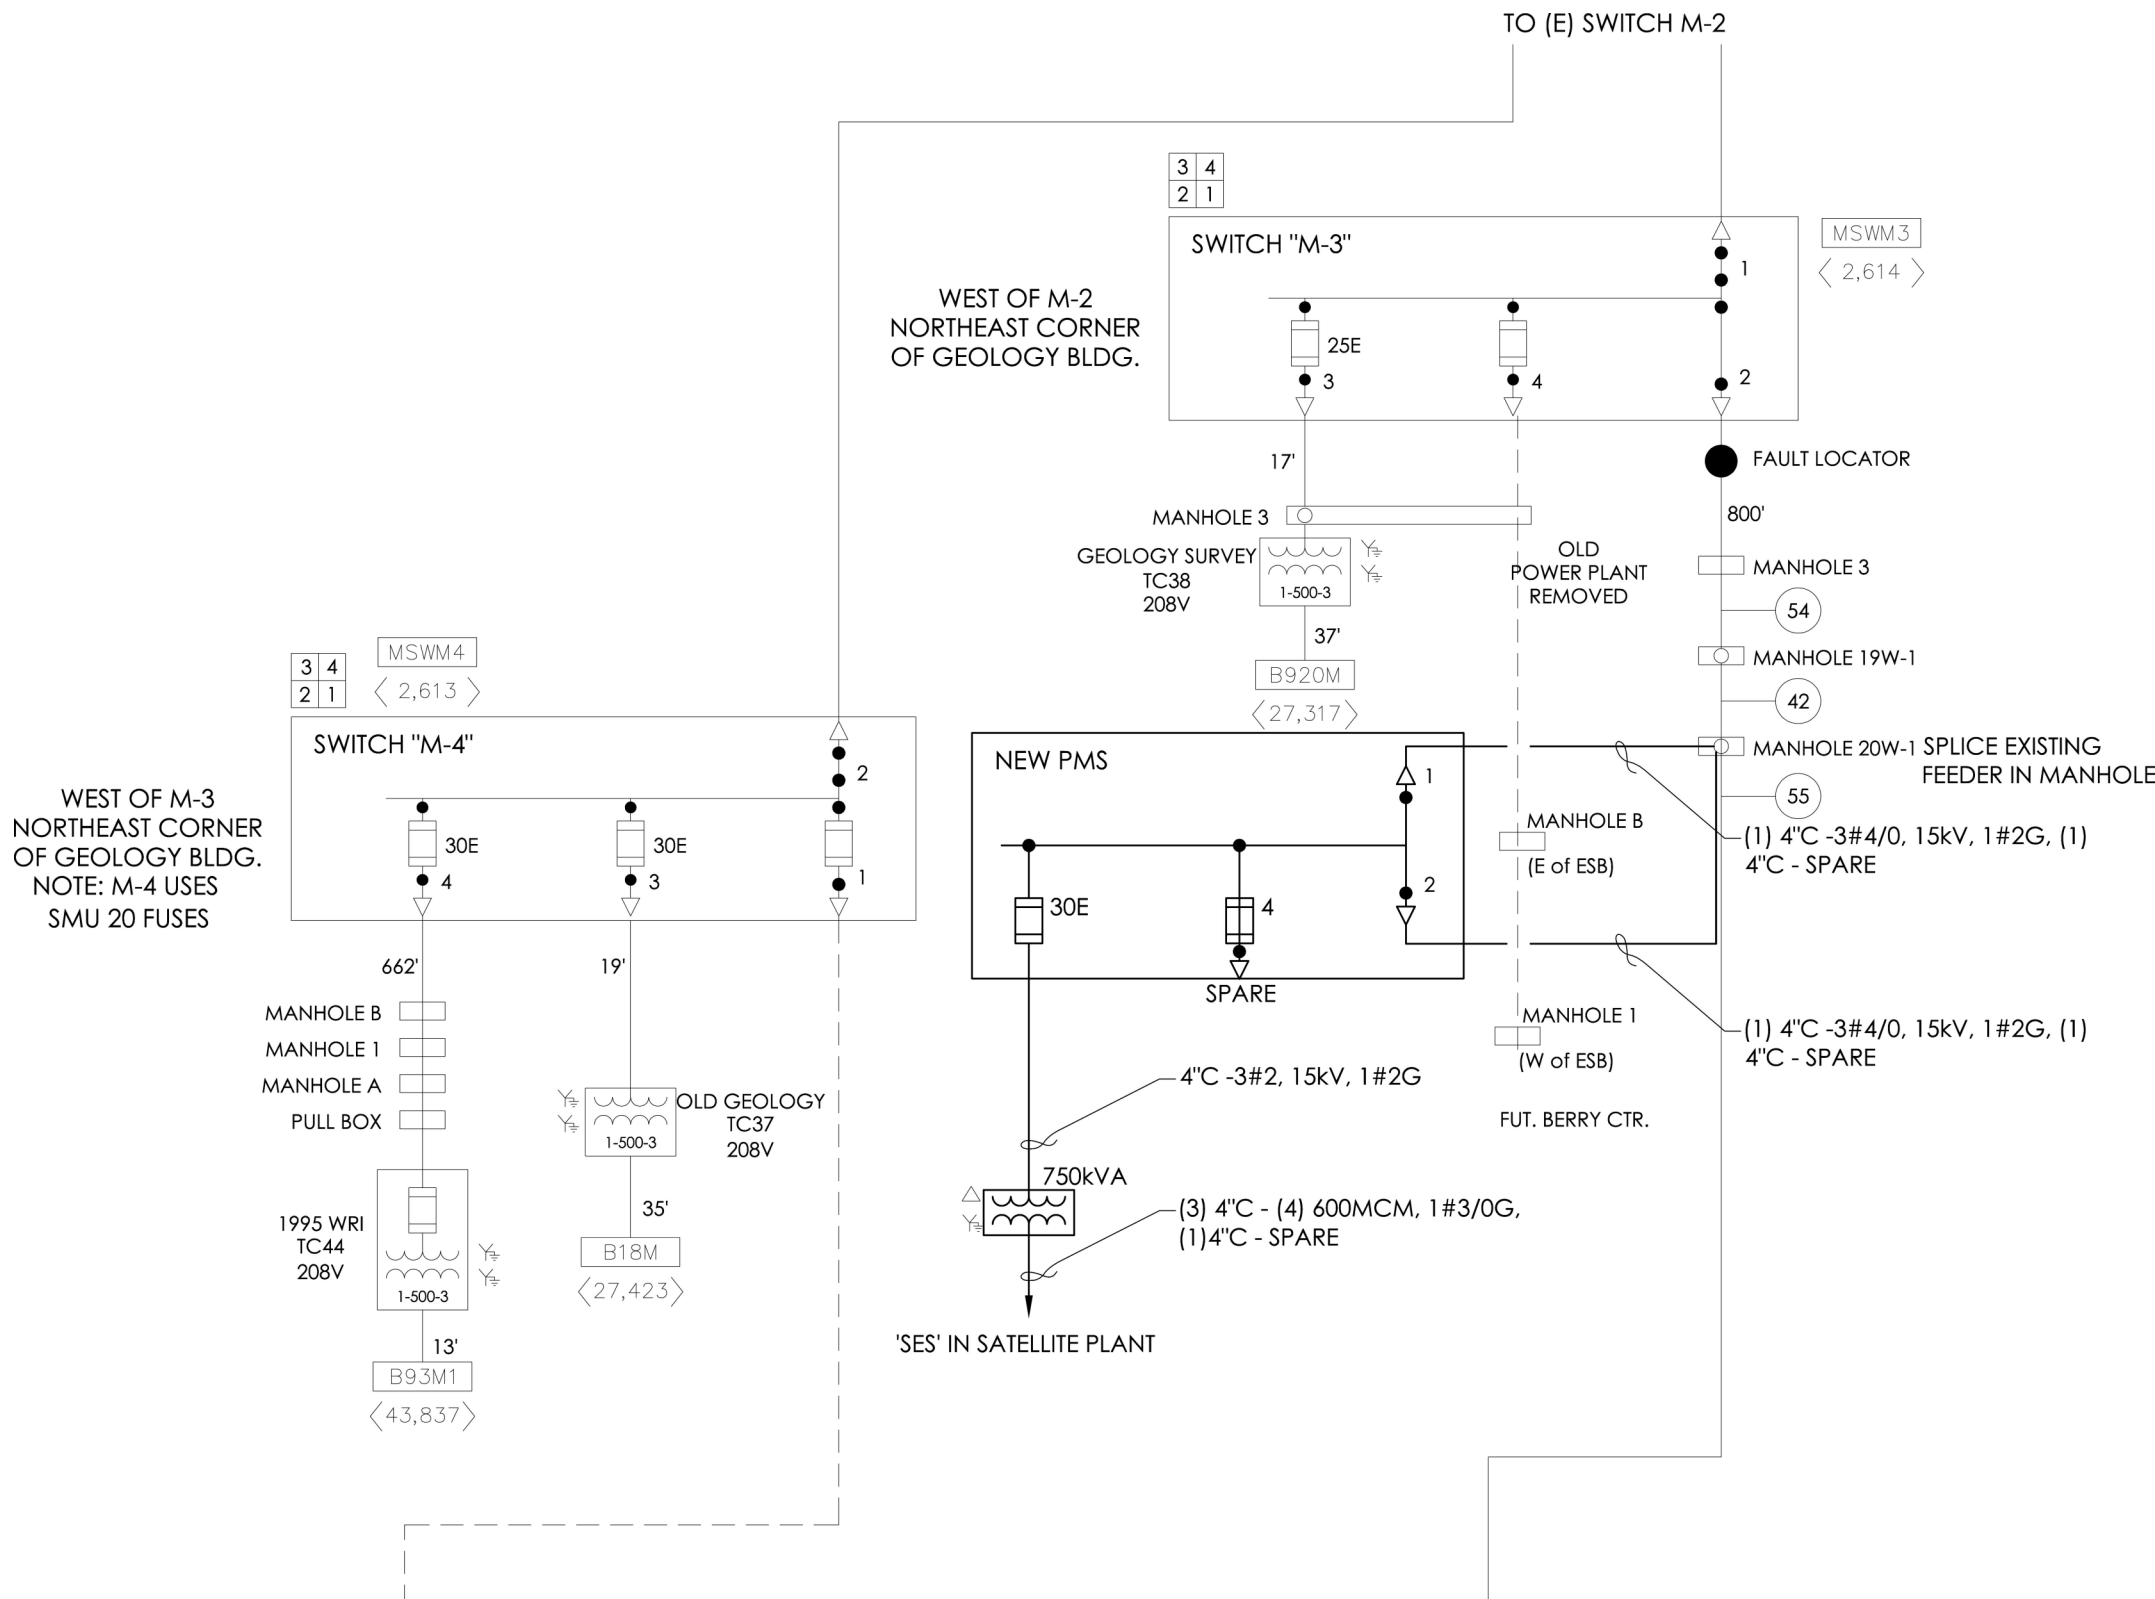 TO (E) SWITCH M-2
3 4
2 1
SWITCH "M-3"
MSWM3
2,614
WEST OF M-2
NORTHEAST CORNER
OF GEOLOGY BLDG.
1
25E
3
4
2
17'
FAULT LOCATOR
800'
MANHOLE 3
GEOLOGY SURVEY
TC38
208V
1-500-3
37'
B920M
27,317
OLD
POWER PLANT
REMOVED
MANHOLE 3
54
MANHOLE 19W-1
42
MANHOLE 20W-1 SPLICE EXISTING
FEEDER IN MANHOLE
55
(1) 4"C -3#4/0, 15kV, 1#2G, (1)
4"C - SPARE
(1) 4"C -3#4/0, 15kV, 1#2G, (1)
4"C - SPARE
3 4
2 1
MSWM4
2,613
SWITCH "M-4"
WEST OF M-3
NORTHEAST CORNER
OF GEOLOGY BLDG.
NOTE: M-4 USES
SMU 20 FUSES
2
30E
30E
4
3
1
662'
19'
MANHOLE B
MANHOLE 1
MANHOLE A
PULL BOX
1995 WRI
TC44
208V
1-500-3
13'
B93M1
43,837
OLD GEOLOGY
TC37
208V
1-500-3
35'
B18M
27,423
NEW PMS
1
2
30E
4
SPARE
MANHOLE B
(E of ESB)
MANHOLE 1
(W of ESB)
FUT. BERRY CTR.
4"C -3#2, 15kV, 1#2G
750kVA
(3) 4"C - (4) 600MCM, 1#3/0G,
(1)4"C - SPARE
'SES' IN SATELLITE PLANT